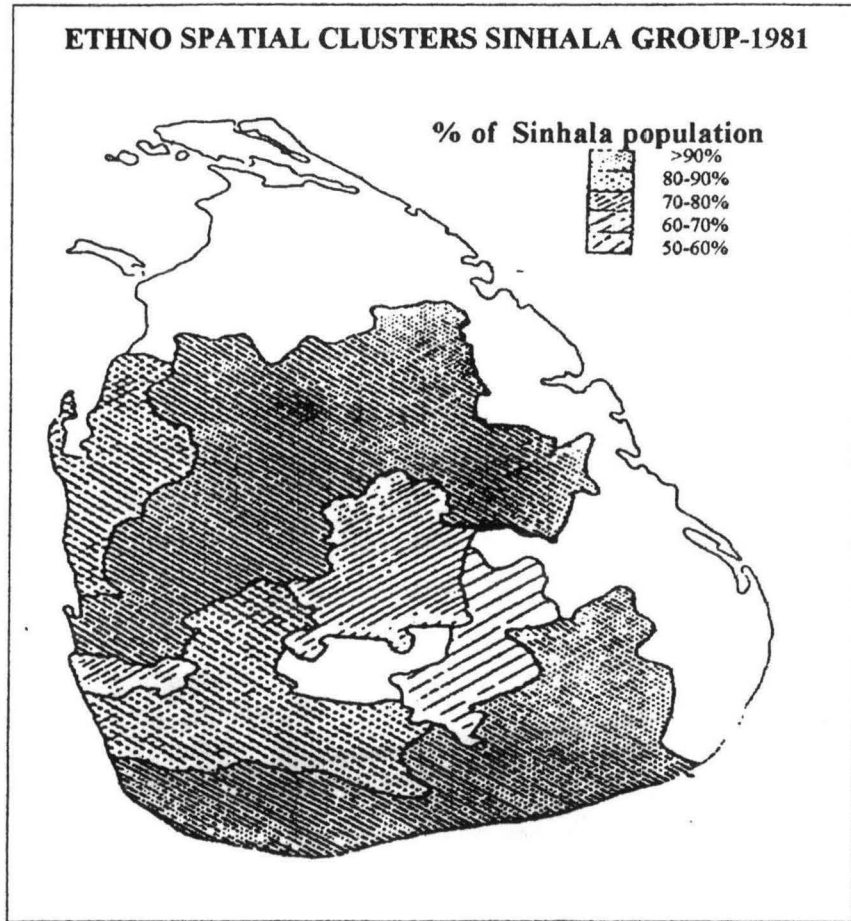 ETHNO SPATIAL CLUSTERS SINHALA GROUP-1981
% of Sinhala population
>90%
80-90%
70-80%
60-70%
50-60%